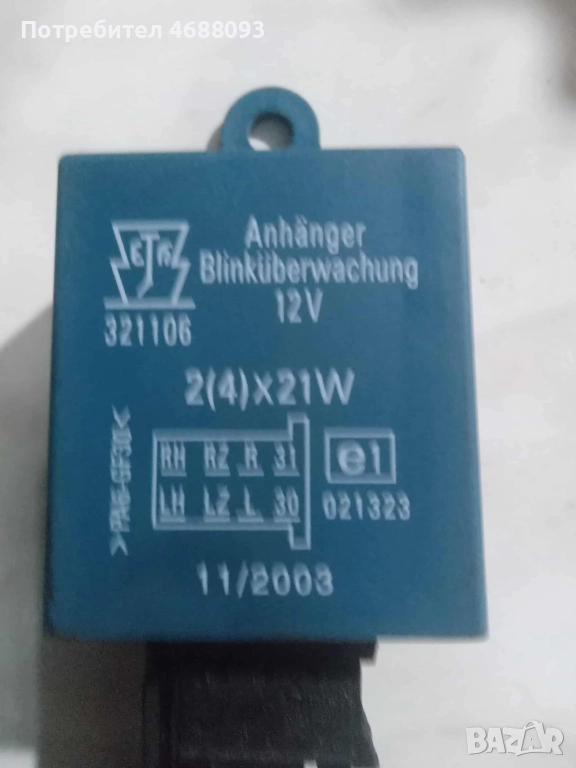 Потребител 4688093
Anhänger
Blinküberwachung
12V
321106
2(4)x21W
>PA6-GF30<
RH RZ R 31
LH LZ L 30
e1
021323
11/2003
BAZAR